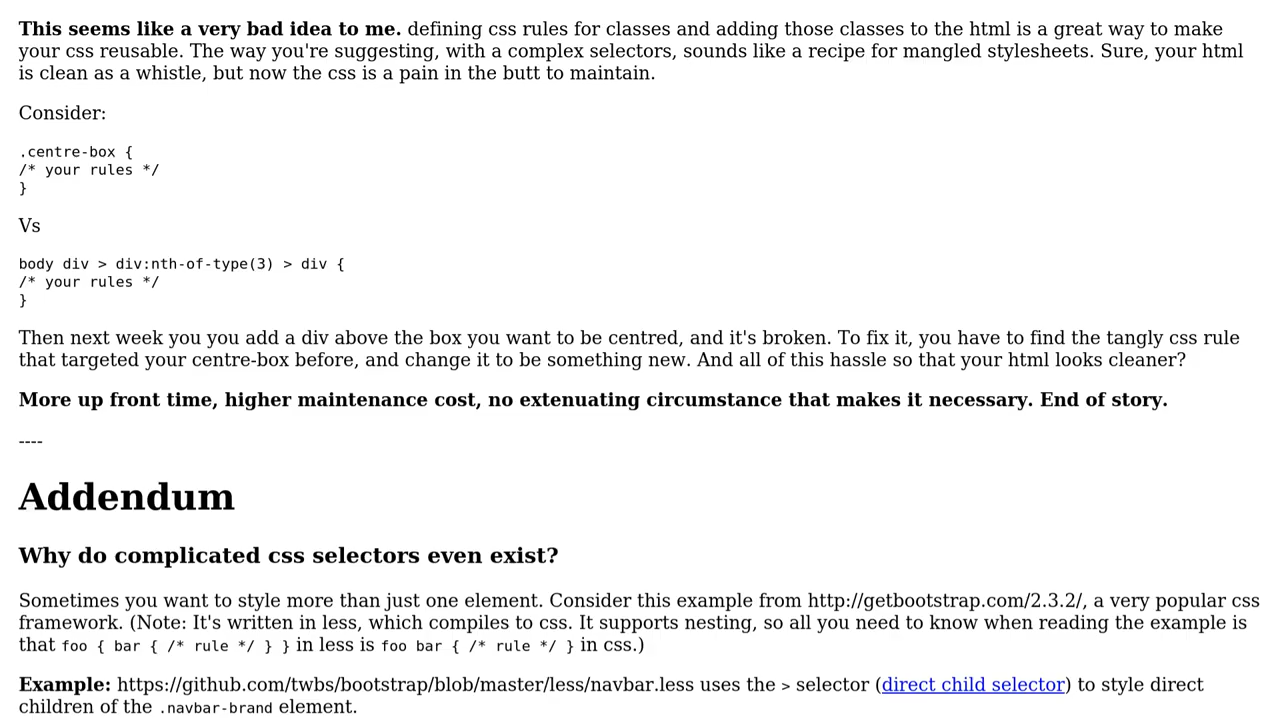 This seems like a very bad idea to me. defining css rules for classes and adding those classes to the html is a great way to make
your css reusable. The way you're suggesting, with a complex selectors, sounds like a recipe for mangled stylesheets. Sure, your html
is clean as a whistle, but now the css is a pain in the butt to maintain.
Consider:
.centre-box {
/* your rules */
}
Vs
body div > div:nth-of-type(3) > div {
/* your rules */
}
Then next week you you add a div above the box you want to be centred, and it's broken. To fix it, you have to find the tangly css rule
that targeted your centre-box before, and change it to be something new. And all of this hassle so that your html looks cleaner?
More up front time, higher maintenance cost, no extenuating circumstance that makes it necessary. End of story.
----
Addendum
Why do complicated css selectors even exist?
Sometimes you want to style more than just one element. Consider this example from http://getbootstrap.com/2.3.2/, a very popular css
framework. (Note: It's written in less, which compiles to css. It supports nesting, so all you need to know when reading the example is
that foo { bar { /* rule */ } } in less is foo bar { /* rule */ } in css.)
Example: https://github.com/twbs/bootstrap/blob/master/less/navbar.less uses the > selector (direct child selector) to style direct
children of the .navbar-brand element.